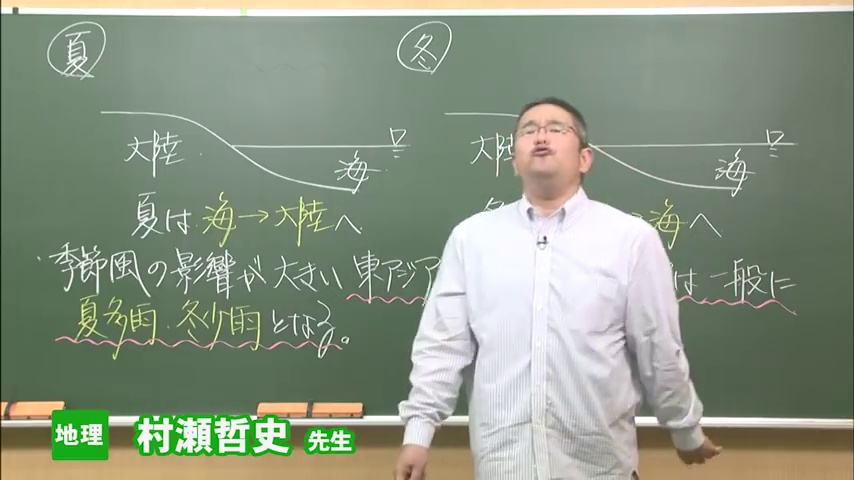 夏
冬
大陸
海
大陸
海
夏は 海→大陸へ
海へ
季節風の影響が大きい東アジア
は一般に
夏多雨・冬少雨となる。
地理 村瀬哲史 先生